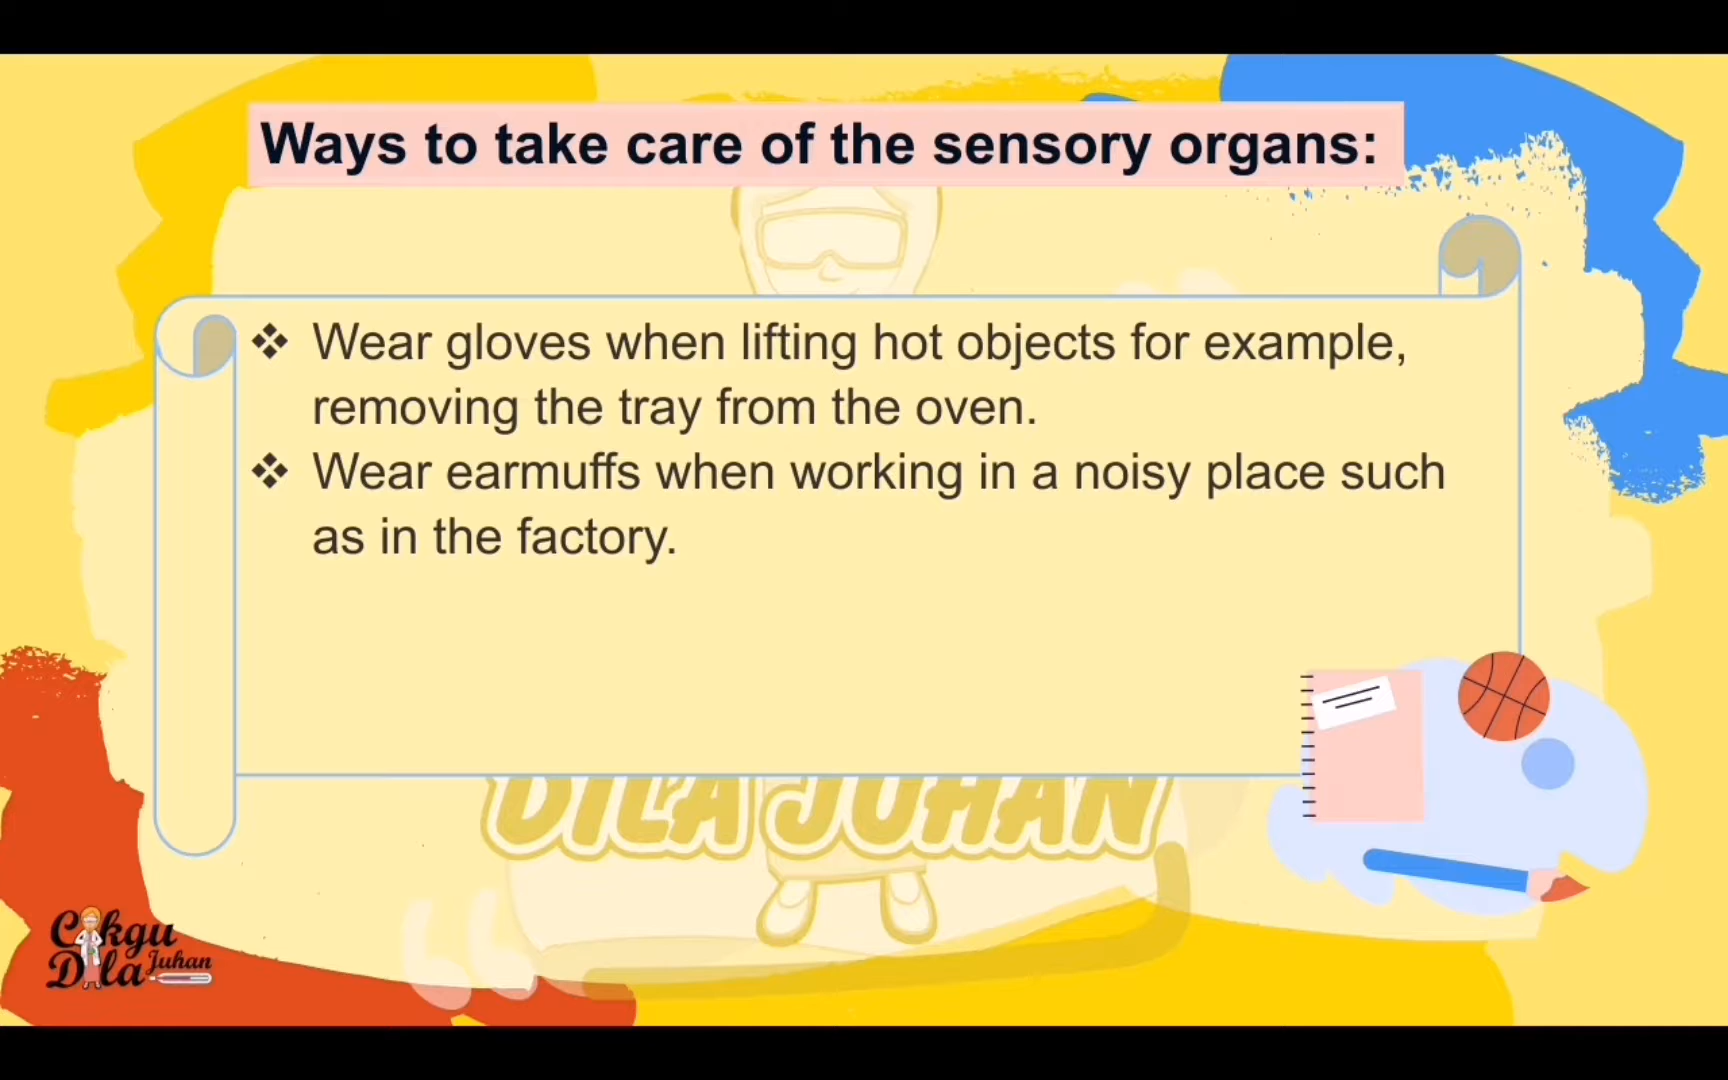 Ways to take care of the sensory organs:
❖ Wear gloves when lifting hot objects for example,
removing the tray from the oven.
❖ Wear earmuffs when working in a noisy place such
as in the factory.
DILA JUHAN
Cikgu
Dila Juhan